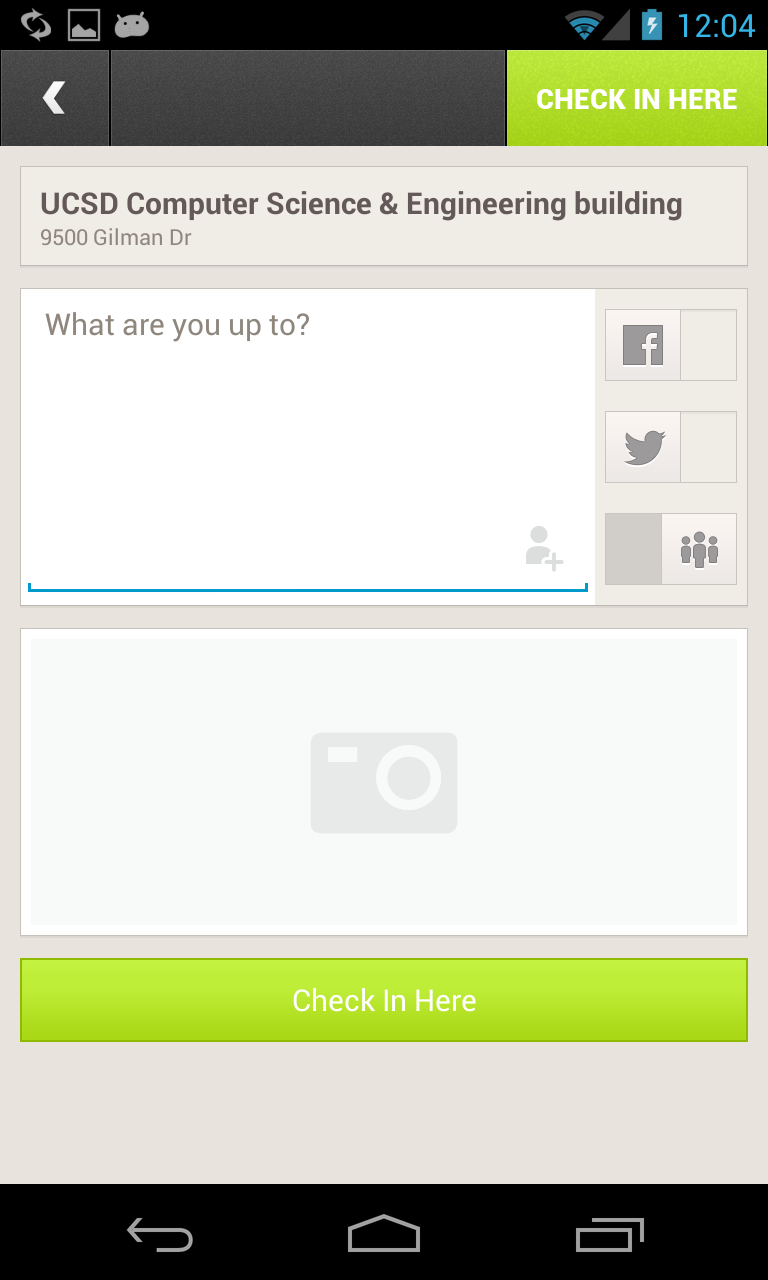 12:04
CHECK IN HERE
UCSD Computer Science & Engineering building
9500 Gilman Dr
What are you up to?
Check In Here